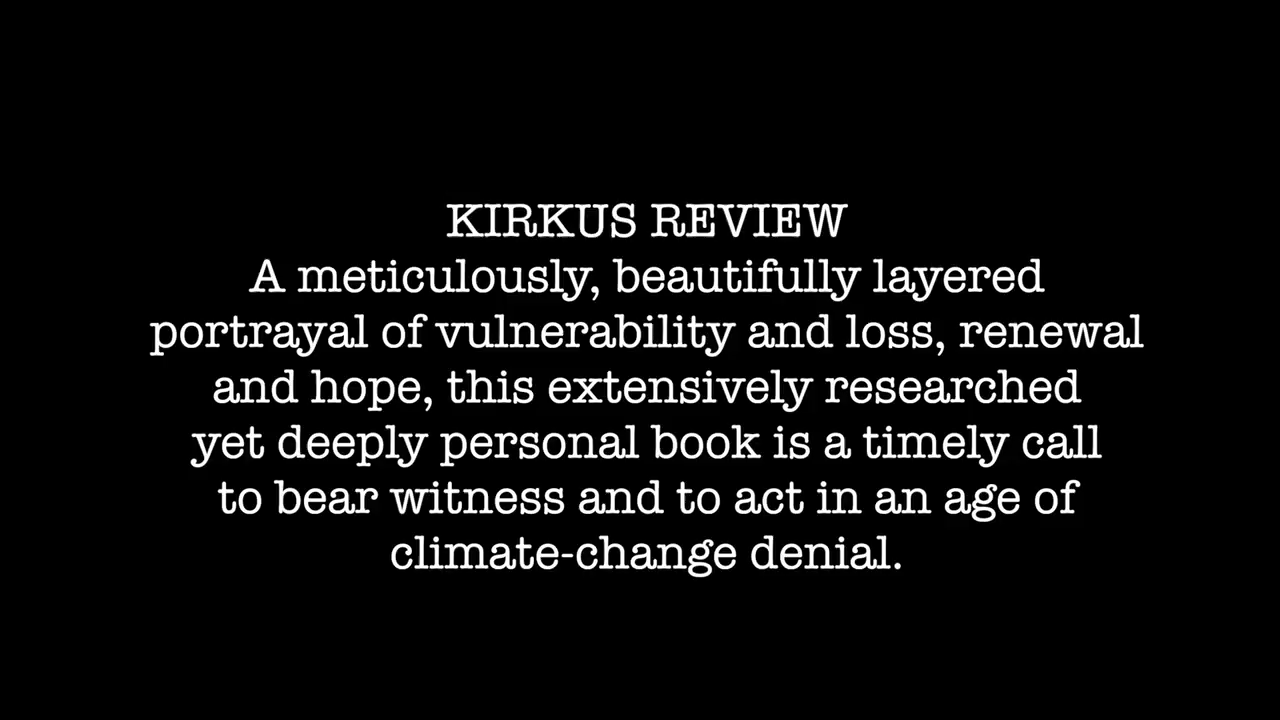 KIRKUS REVIEW
A meticulously, beautifully layered
portrayal of vulnerability and loss, renewal
and hope, this extensively researched
yet deeply personal book is a timely call
to bear witness and to act in an age of
climate-change denial.